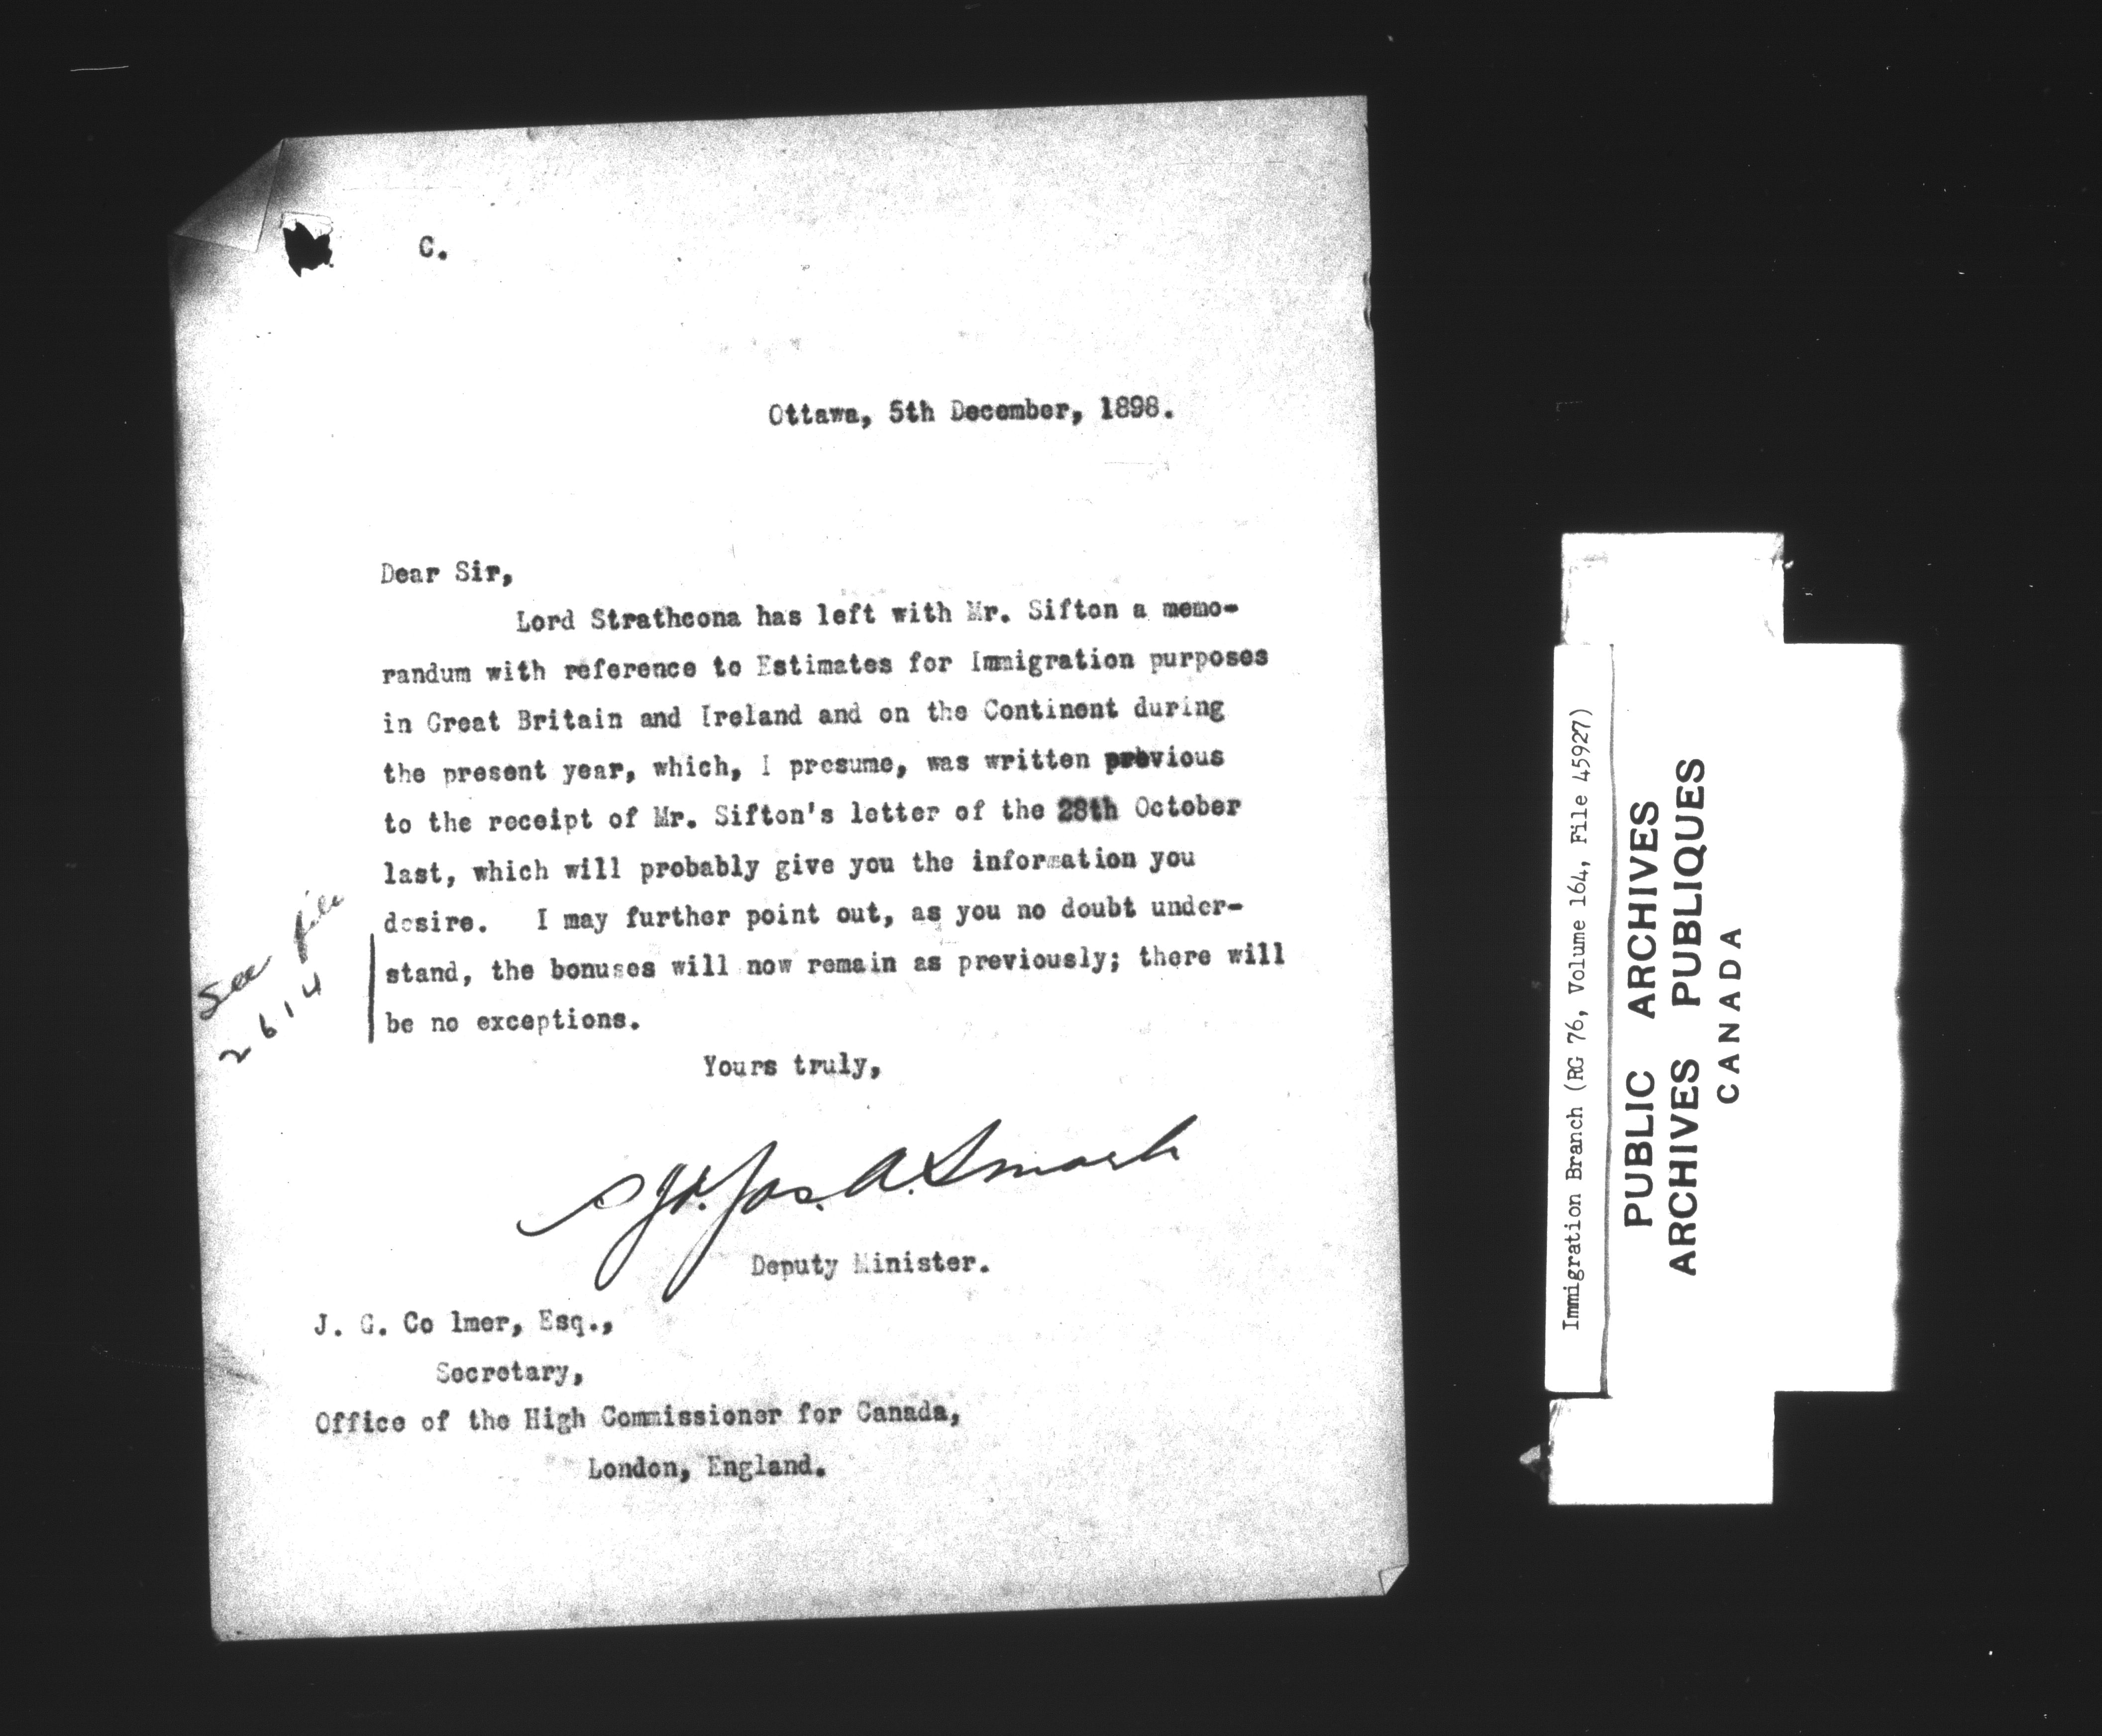 C.
Ottawa, 5th December, 1898.
Dear Sir,
Lord Strathcona has left with Mr. Sifton a memo-
randum with reference to Estimates for Immigration purposes
in Great Britain and Ireland and on the Continent during
the present year, which, I presume, was written previous
to the receipt of Mr. Sifton's letter of the 28th October
last, which will probably give you the information you
desire. I may further point out, as you no doubt under-
stand, the bonuses will now remain as previously; there will
be no exceptions.
See file
2614
Yours truly,
Sgd. Jas. A. Smart
Deputy Minister.
J. G. Co lmer, Esq.,
Secretary,
Office of the High Commissioner for Canada,
London, England.
Immigration Branch (RG 76, Volume 164, File 45927)
PUBLIC ARCHIVES
ARCHIVES PUBLIQUES
CANADA